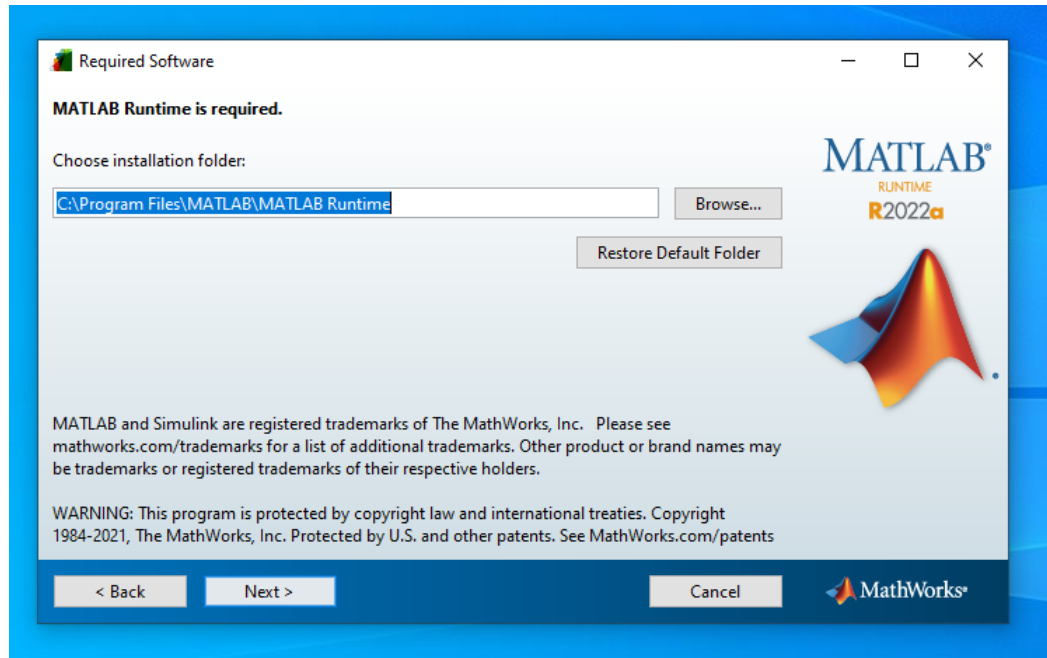 Required Software
MATLAB Runtime is required.
Choose installation folder:
C:\Program Files\MATLAB\MATLAB Runtime
Browse...
Restore Default Folder
MATLAB®
RUNTIME
R2022a
MATLAB and Simulink are registered trademarks of The MathWorks, Inc.   Please see
mathworks.com/trademarks for a list of additional trademarks. Other product or brand names may
be trademarks or registered trademarks of their respective holders.
WARNING: This program is protected by copyright law and international treaties. Copyright
1984-2021, The MathWorks, Inc. Protected by U.S. and other patents. See MathWorks.com/patents
< Back
Next >
Cancel
MathWorks®